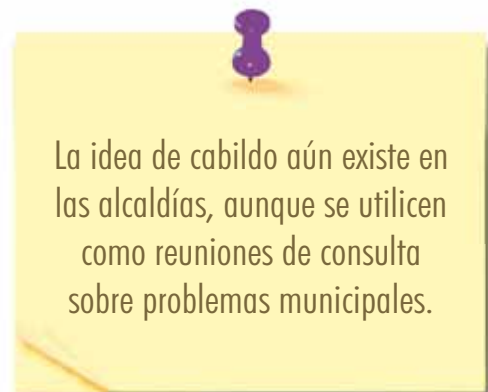 La idea de cabildo aún existe en
las alcaldías, aunque se utilicen
como reuniones de consulta
sobre problemas municipales.